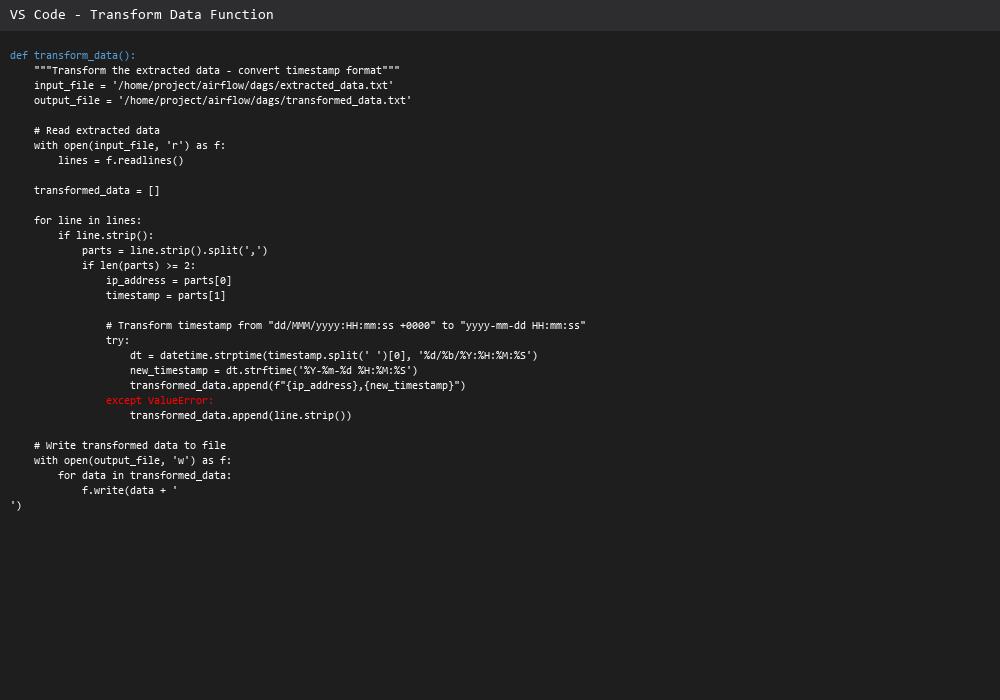 VS Code - Transform Data Function
def transform_data():
    """Transform the extracted data - convert timestamp format"""
    input_file = '/home/project/airflow/dags/extracted_data.txt'
    output_file = '/home/project/airflow/dags/transformed_data.txt'

    # Read extracted data
    with open(input_file, 'r') as f:
        lines = f.readlines()

    transformed_data = []

    for line in lines:
        if line.strip():
            parts = line.strip().split(',')
            if len(parts) >= 2:
                ip_address = parts[0]
                timestamp = parts[1]

                # Transform timestamp from "dd/MMM/yyyy:HH:mm:ss +0000" to "yyyy-mm-dd HH:mm:ss"
                try:
                    dt = datetime.strptime(timestamp.split(' ')[0], '%d/%b/%Y:%H:%M:%S')
                    new_timestamp = dt.strftime('%Y-%m-%d %H:%M:%S')
                    transformed_data.append(f"{ip_address},{new_timestamp}")
                except ValueError:
                    transformed_data.append(line.strip())

    # Write transformed data to file
    with open(output_file, 'w') as f:
        for data in transformed_data:
            f.write(data + '
')